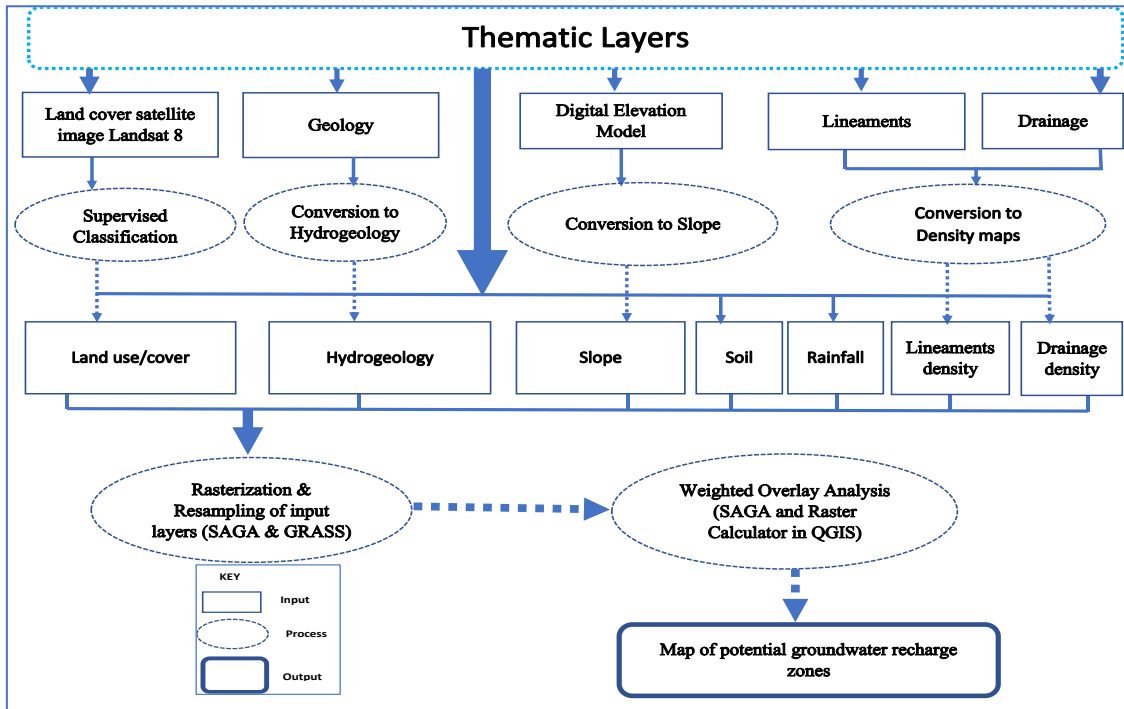 Thematic Layers
Land cover satellite
image Landsat 8
Geology
Digital Elevation
Model
Lineaments
Drainage
Supervised
Classification
Conversion to
Hydrogeology
Conversion to Slope
Conversion to
Density maps
Land use/cover
Hydrogeology
Slope
Soil
Rainfall
Lineaments
density
Drainage
density
Rasterization &
Resampling of input
layers (SAGA & GRASS)
Weighted Overlay Analysis
(SAGA and Raster
Calculator in QGIS)
KEY
Input
Process
Output
Map of potential groundwater recharge
zones